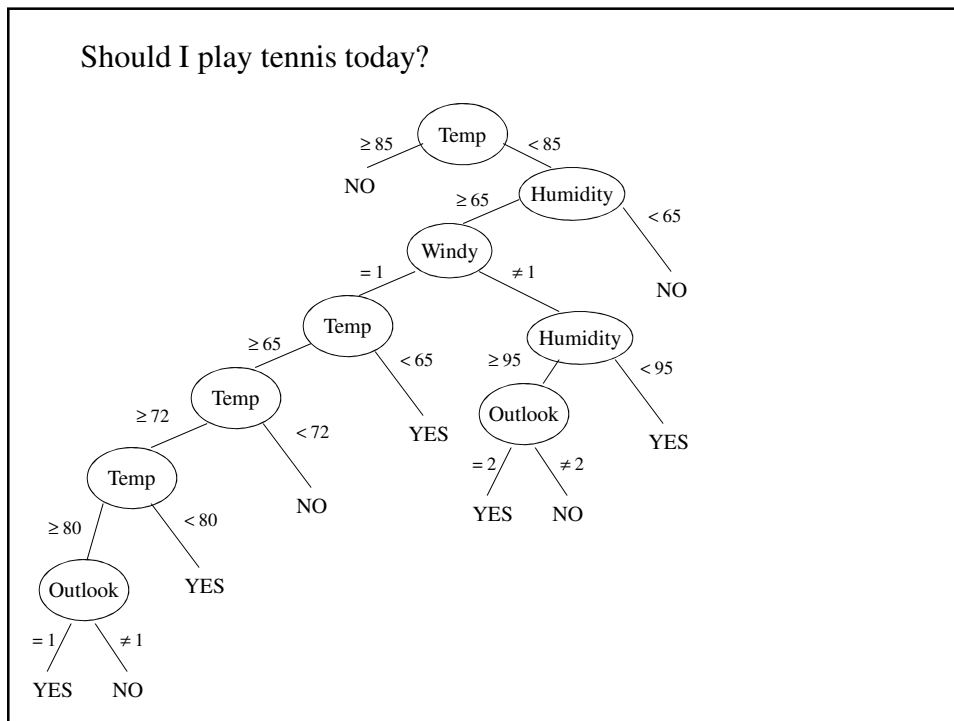 Should I play tennis today?
≥ 85
Temp
< 85
NO
Humidity
≥ 65
< 65
Windy
NO
= 1
≠ 1
Temp
Humidity
≥ 65
< 65
≥ 95
< 95
Temp
Outlook
≥ 72
< 72
YES
YES
Temp
= 2
≠ 2
NO
YES
NO
≥ 80
< 80
YES
Outlook
= 1
≠ 1
YES
NO